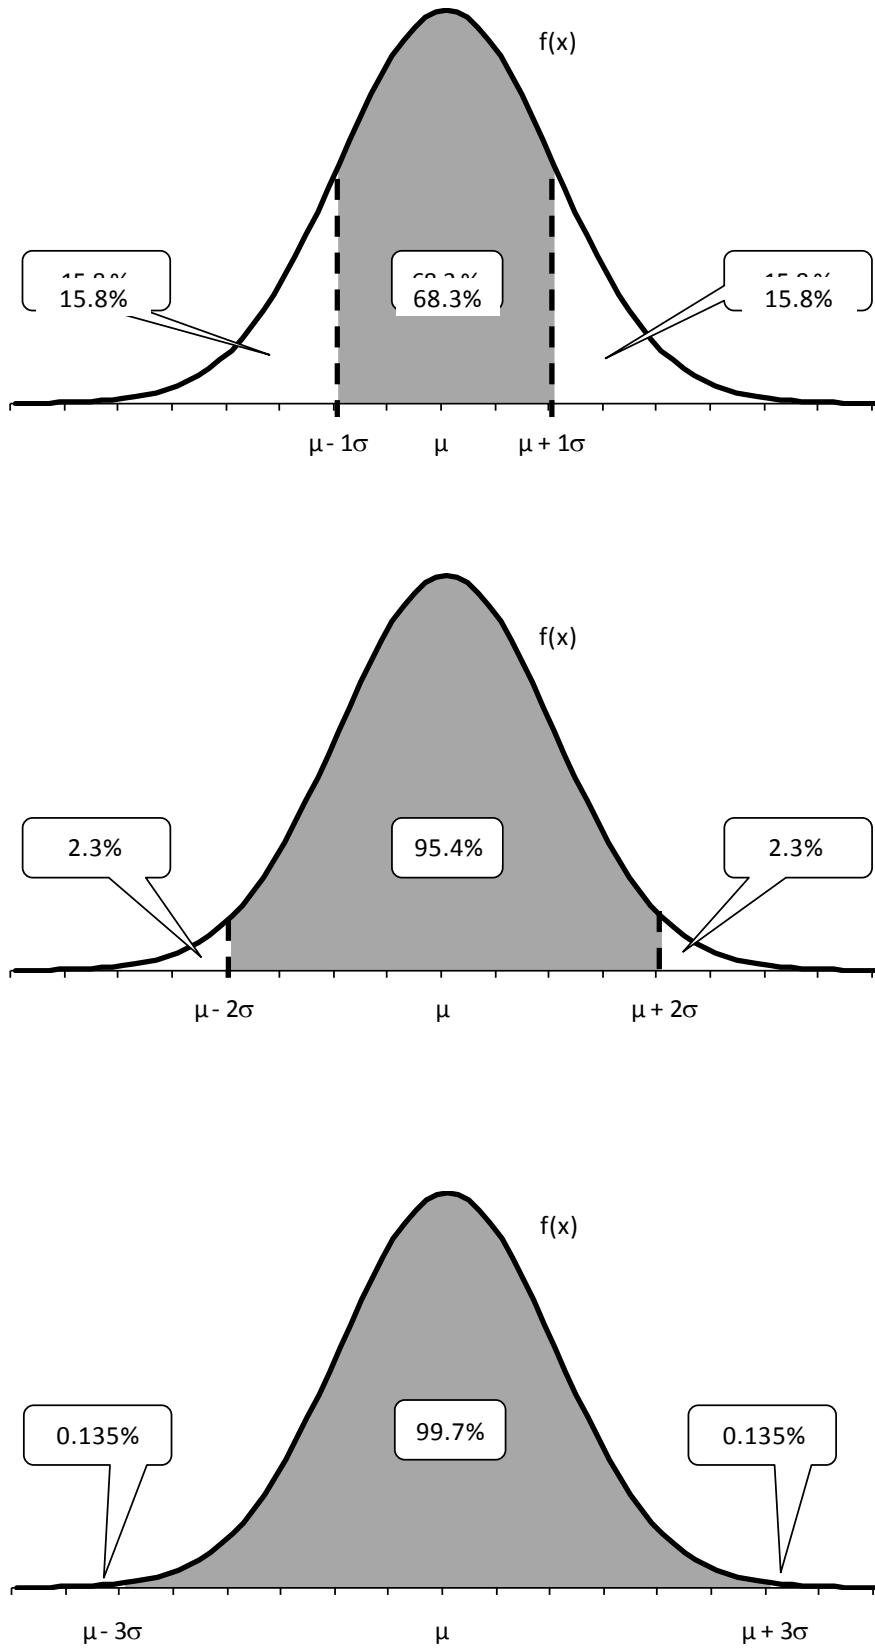 f(x)
15.8% 68.3% 15.8%
μ - 1σ μ μ + 1σ
f(x)
2.3% 95.4% 2.3%
μ - 2σ μ μ + 2σ
f(x)
0.135% 99.7% 0.135%
μ - 3σ μ μ + 3σ